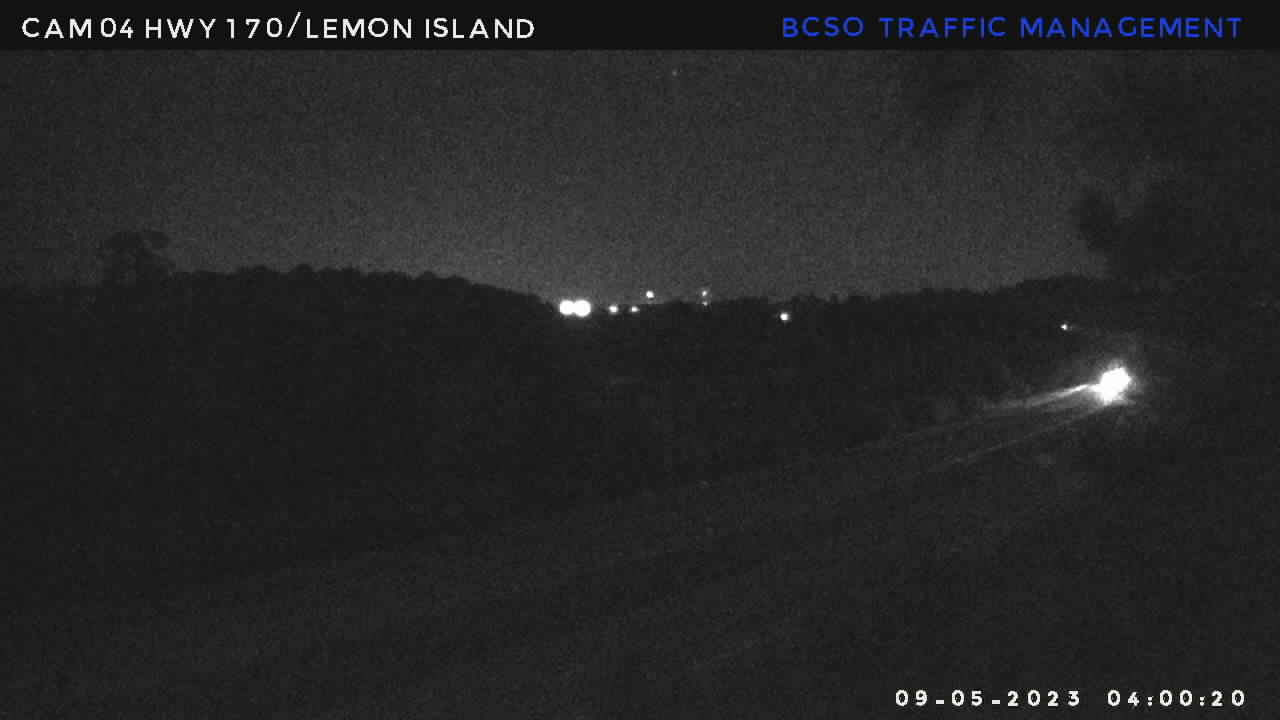 CAM 04 HWY 170/LEMON ISLAND
BCSO TRAFFIC MANAGEMENT
09-05-2023 04:00:20